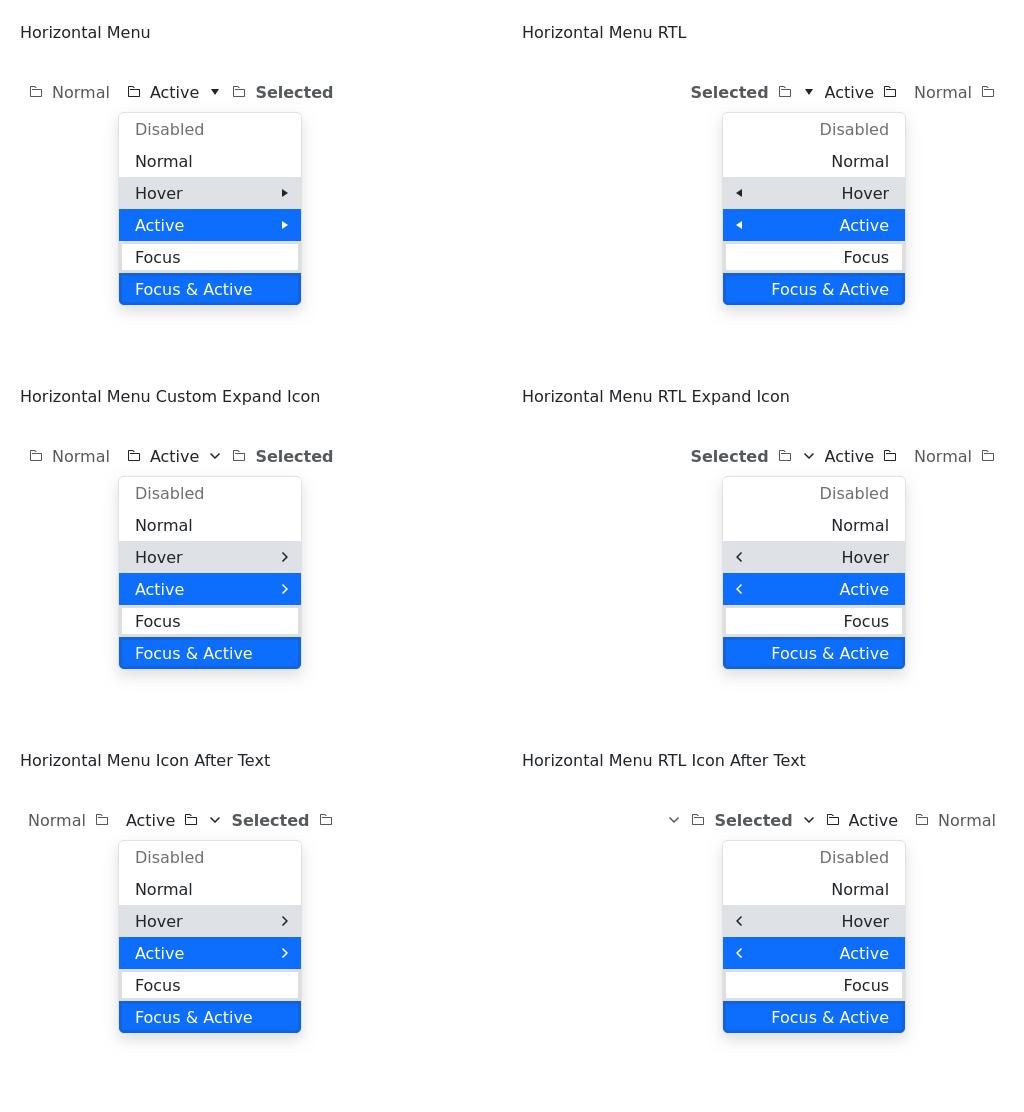 Horizontal Menu
Normal Active Selected
Disabled
Normal
Hover
Active
Focus
Focus & Active
Horizontal Menu RTL
Selected Active Normal
Disabled
Normal
Hover
Active
Focus
Focus & Active
Horizontal Menu Custom Expand Icon
Normal Active Selected
Disabled
Normal
Hover
Active
Focus
Focus & Active
Horizontal Menu RTL Expand Icon
Selected Active Normal
Disabled
Normal
Hover
Active
Focus
Focus & Active
Horizontal Menu Icon After Text
Normal Active Selected
Disabled
Normal
Hover
Active
Focus
Focus & Active
Horizontal Menu RTL Icon After Text
Selected Active Normal
Disabled
Normal
Hover
Active
Focus
Focus & Active